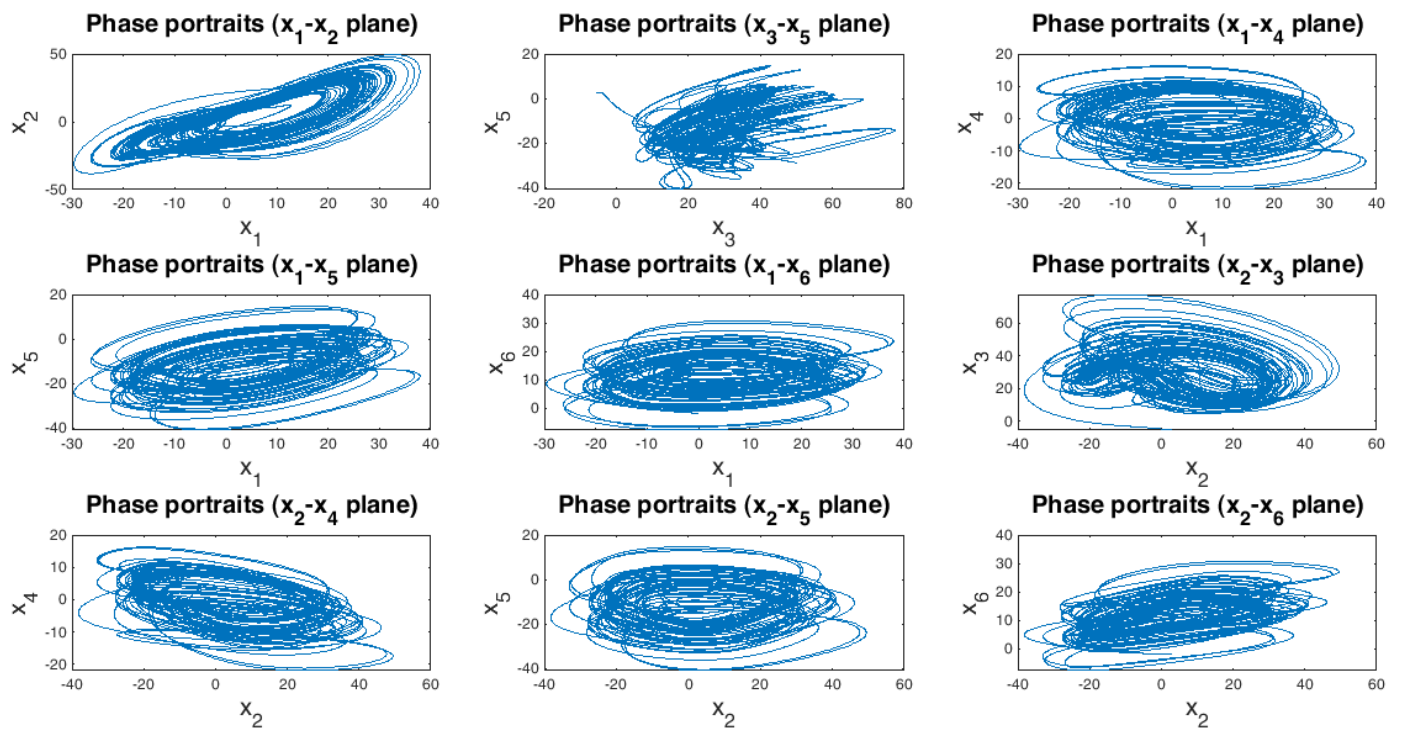 Phase portraits (x₁-x₂ plane)
50
0
-50
x₂
-30 -20 -10 0 10 20 30 40
x₁
Phase portraits (x₃-x₅ plane)
20
0
-20
-40
x₅
-20 0 20 40 60 80
x₃
Phase portraits (x₁-x₄ plane)
20
10
0
-10
-20
x₄
-30 -20 -10 0 10 20 30 40
x₁
Phase portraits (x₁-x₅ plane)
20
0
-20
-40
x₅
-30 -20 -10 0 10 20 30 40
x₁
Phase portraits (x₁-x₆ plane)
40
30
20
10
0
x₆
-30 -20 -10 0 10 20 30 40
x₁
Phase portraits (x₂-x₃ plane)
60
40
20
0
x₃
-40 -20 0 20 40 60
x₂
Phase portraits (x₂-x₄ plane)
20
10
0
-10
-20
x₄
-40 -20 0 20 40 60
x₂
Phase portraits (x₂-x₅ plane)
20
0
-20
-40
x₅
-40 -20 0 20 40 60
x₂
Phase portraits (x₂-x₆ plane)
40
30
20
10
0
x₆
-40 -20 0 20 40 60
x₂